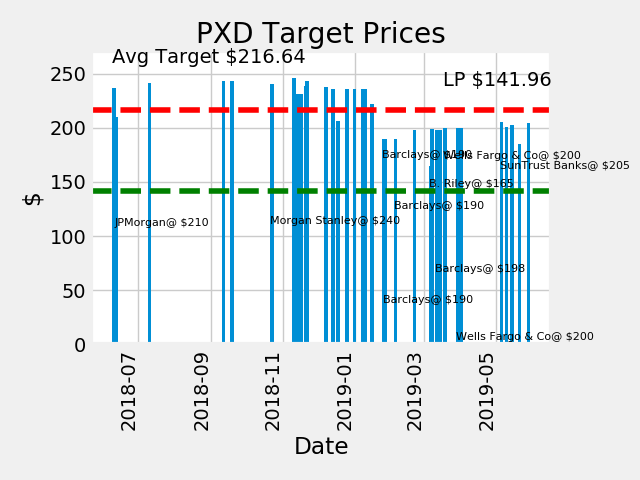 PXD Target Prices
Avg Target $216.64
LP $141.96
250
200
150
100
50
0
$
Barclays@ $190
Wells Fargo & Co@ $200
SunTrust Banks@ $205
B. Riley@ $165
Barclays@ $190
JPMorgan@ $210
Morgan Stanley@ $240
Barclays@ $198
Barclays@ $190
Wells Fargo & Co@ $200
2018-07
2018-09
2018-11
2019-01
2019-03
2019-05
Date